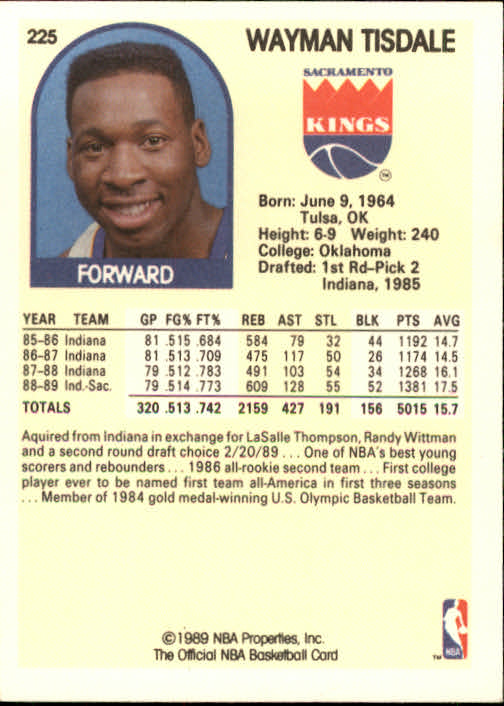 225
WAYMAN TISDALE
SACRAMENTO
KINGS
TM
Born: June 9, 1964
Tulsa, OK
Height: 6-9 Weight: 240
College: Oklahoma
Drafted: 1st Rd–Pick 2
Indiana, 1985
FORWARD
YEAR TEAM GP FG% FT% REB AST STL BLK PTS AVG
85-86 Indiana 81 .515 .684 584 79 32 44 1192 14.7
86-87 Indiana 81 .513 .709 475 117 50 26 1174 14.5
87-88 Indiana 79 .512 .783 491 103 54 34 1268 16.1
88-89 Ind.-Sac. 79 .514 .773 609 128 55 52 1381 17.5
TOTALS 320 .513 .742 2159 427 191 156 5015 15.7
Aquired from Indiana in exchange for LaSalle Thompson, Randy Wittman
and a second round draft choice 2/20/89 . . . One of NBA's best young
scorers and rebounders . . . 1986 all-rookie second team . . . First college
player ever to be named first team all-America in first three seasons
. . . Member of 1984 gold medal-winning U.S. Olympic Basketball Team.
©1989 NBA Properties, Inc.
The Official NBA Basketball Card
TM
NBA